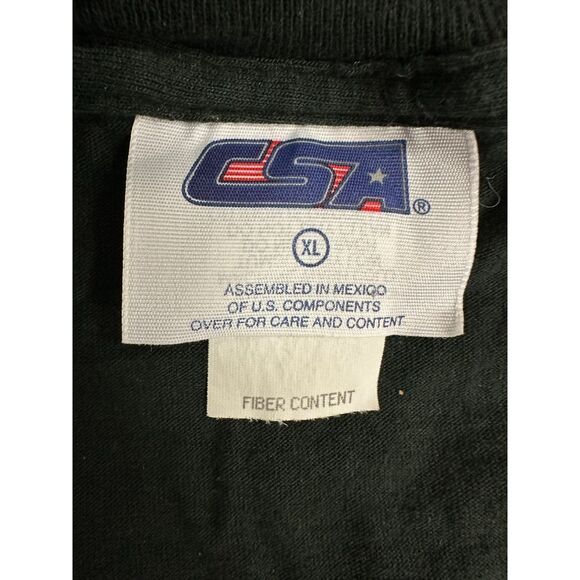 CSA®
XL
ASSEMBLED IN MEXICO
OF U.S. COMPONENTS
OVER FOR CARE AND CONTENT
FIBER CONTENT